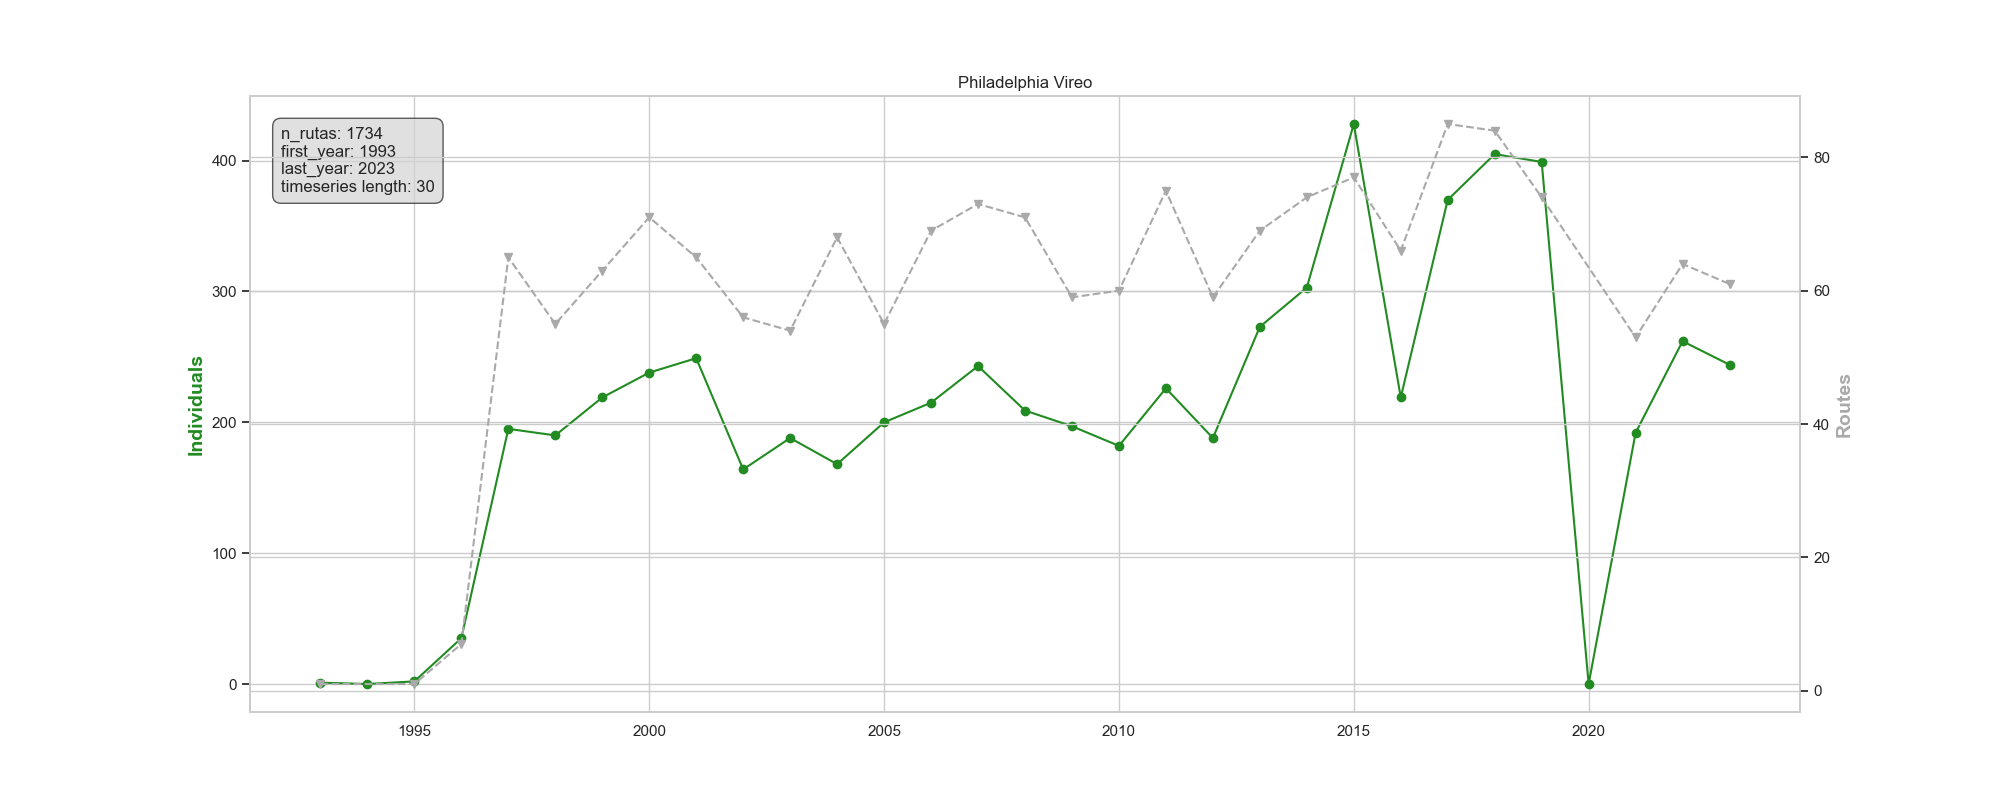 Philadelphia Vireo
n_rutas: 1734
first_year: 1993
last_year: 2023
timeseries length: 30
400
300
200
100
0
Individuals
80
60
40
20
0
Routes
1995
2000
2005
2010
2015
2020